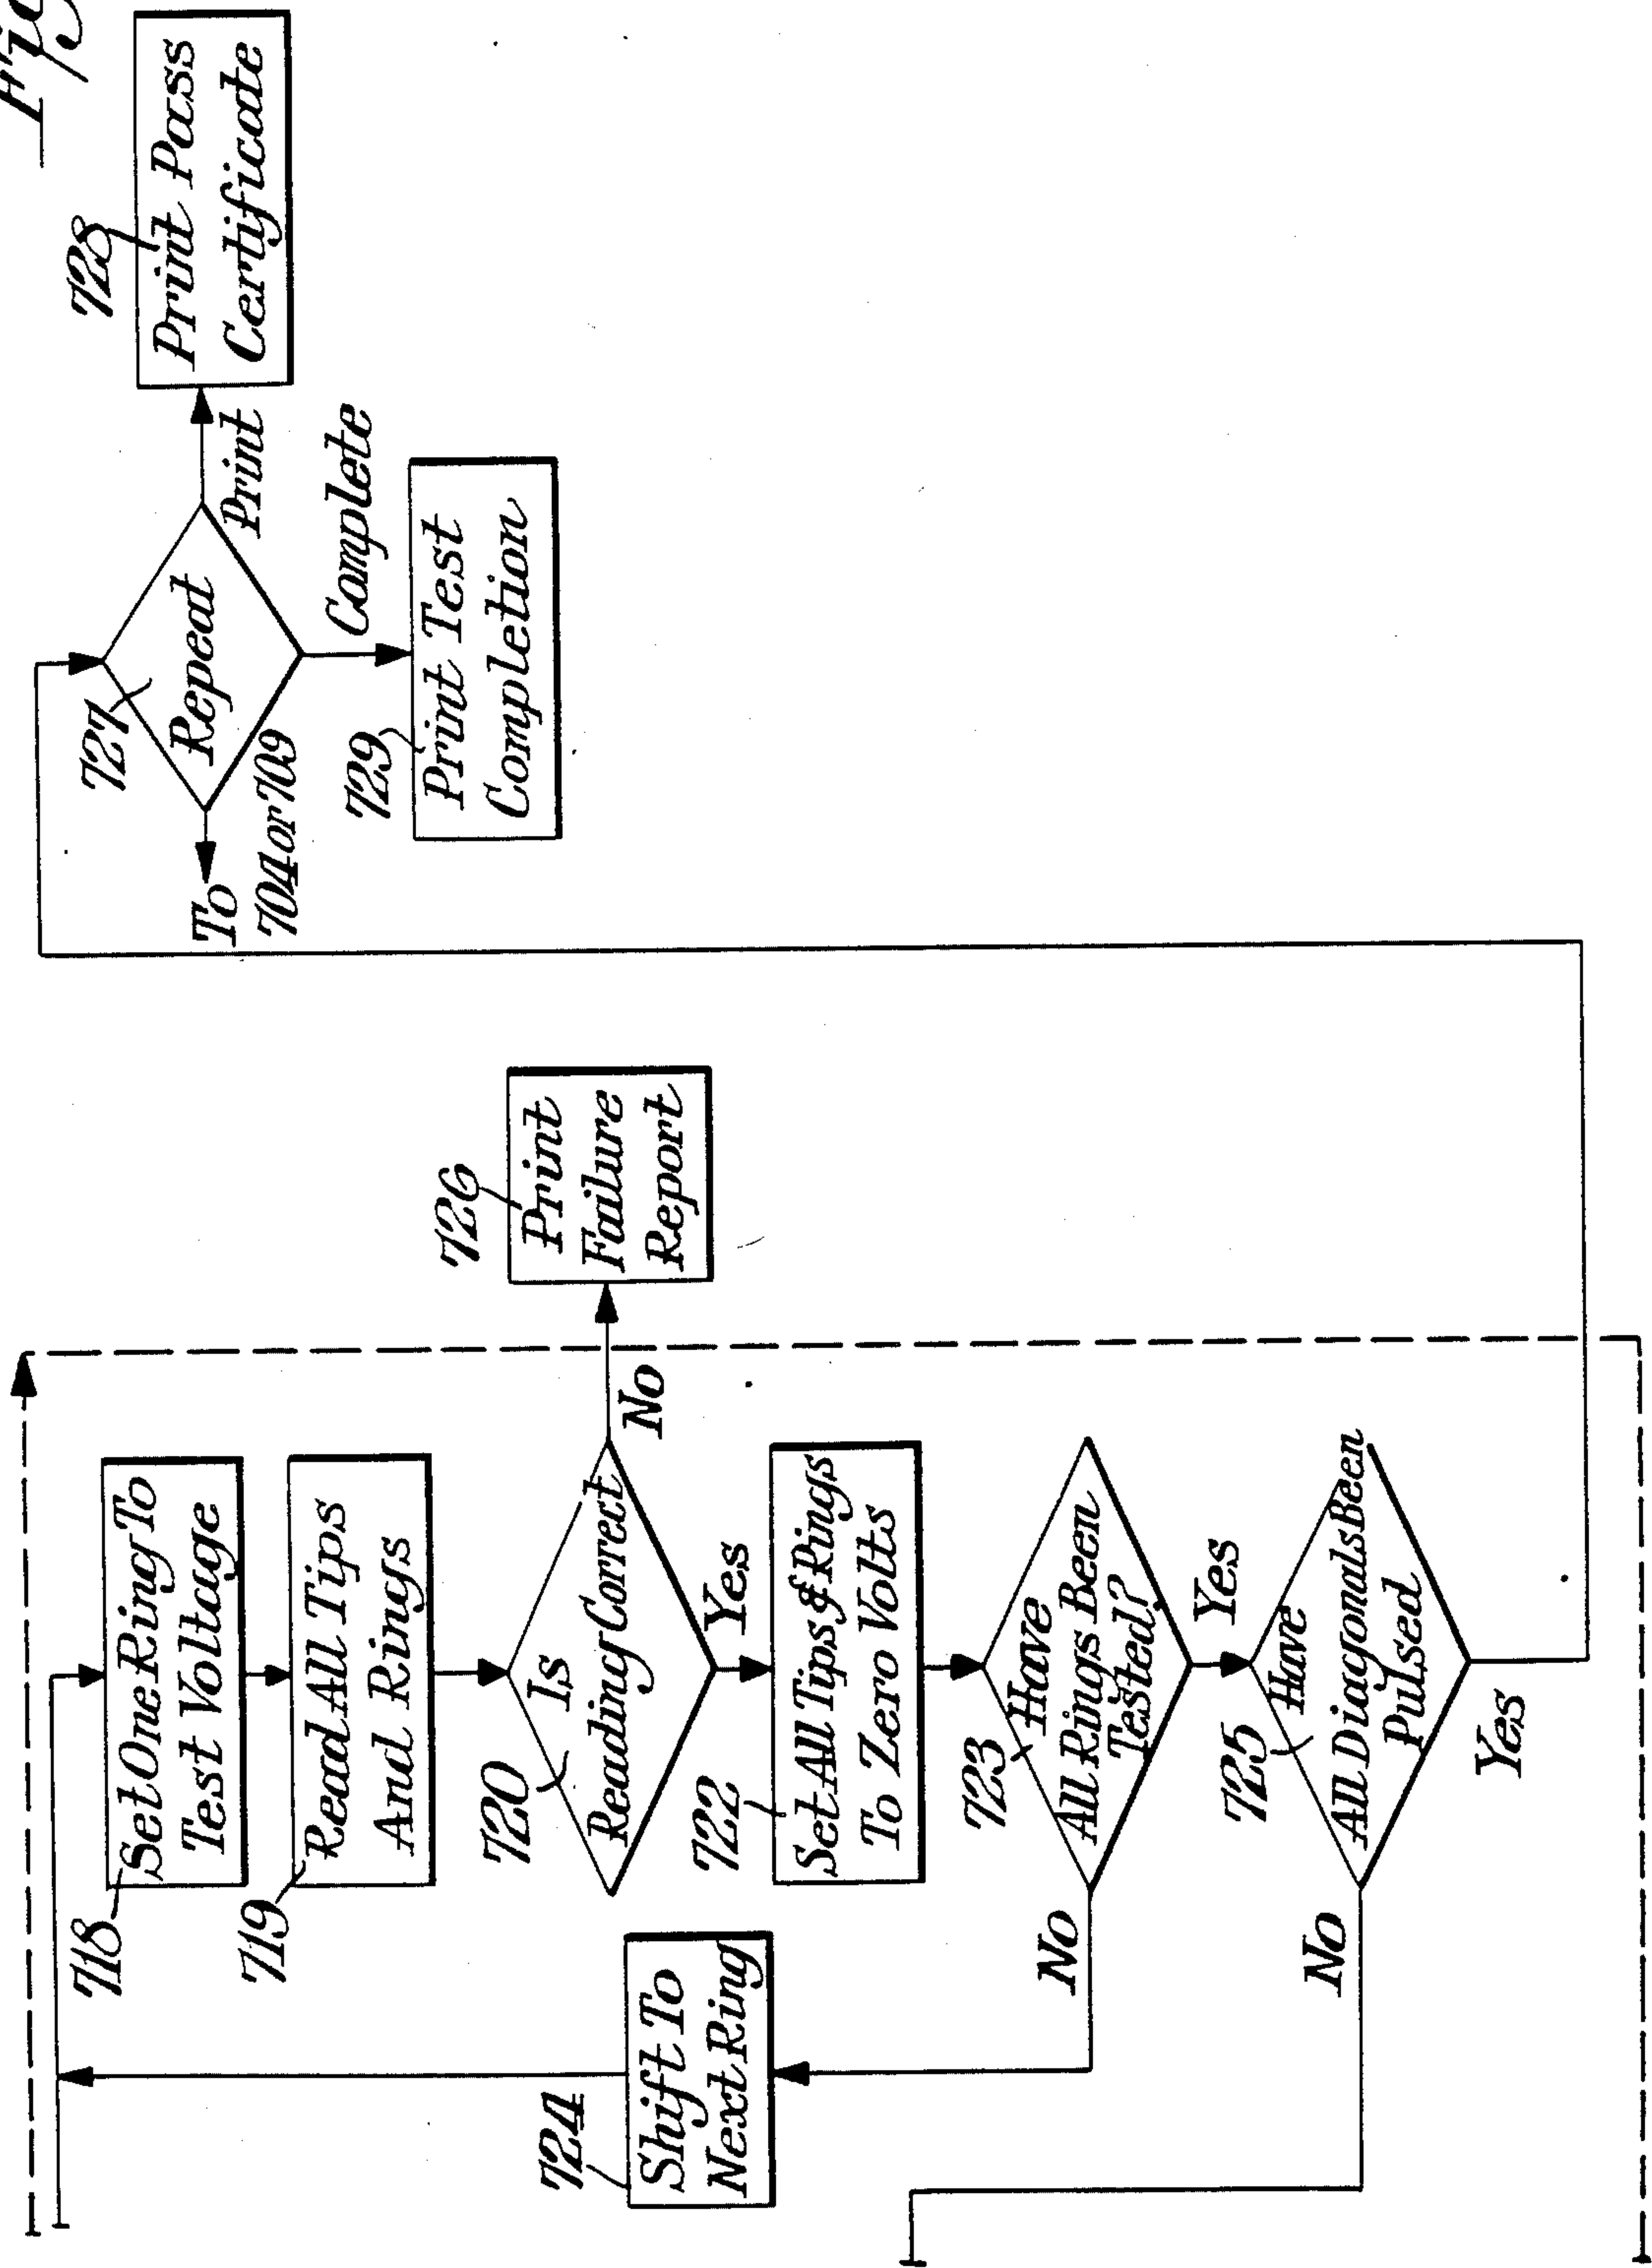 Fig
718
Set One Ring To
Test Voltage
719
Read All Tips
And Rings
720
Is
Reading Correct
No
726
Print
Failure
Report
Yes
722
Set All Tips & Rings
To Zero Volts
723
Have
All Rings Been
Tested?
No
724
Shift To
Next Ring
Yes
725
Have
All Diagonals Been
Pulsed
No
Yes
727
Repeat
To
704 or 709
Print
728
Print Pass
Certificate
Complete
729
Print Test
Completion